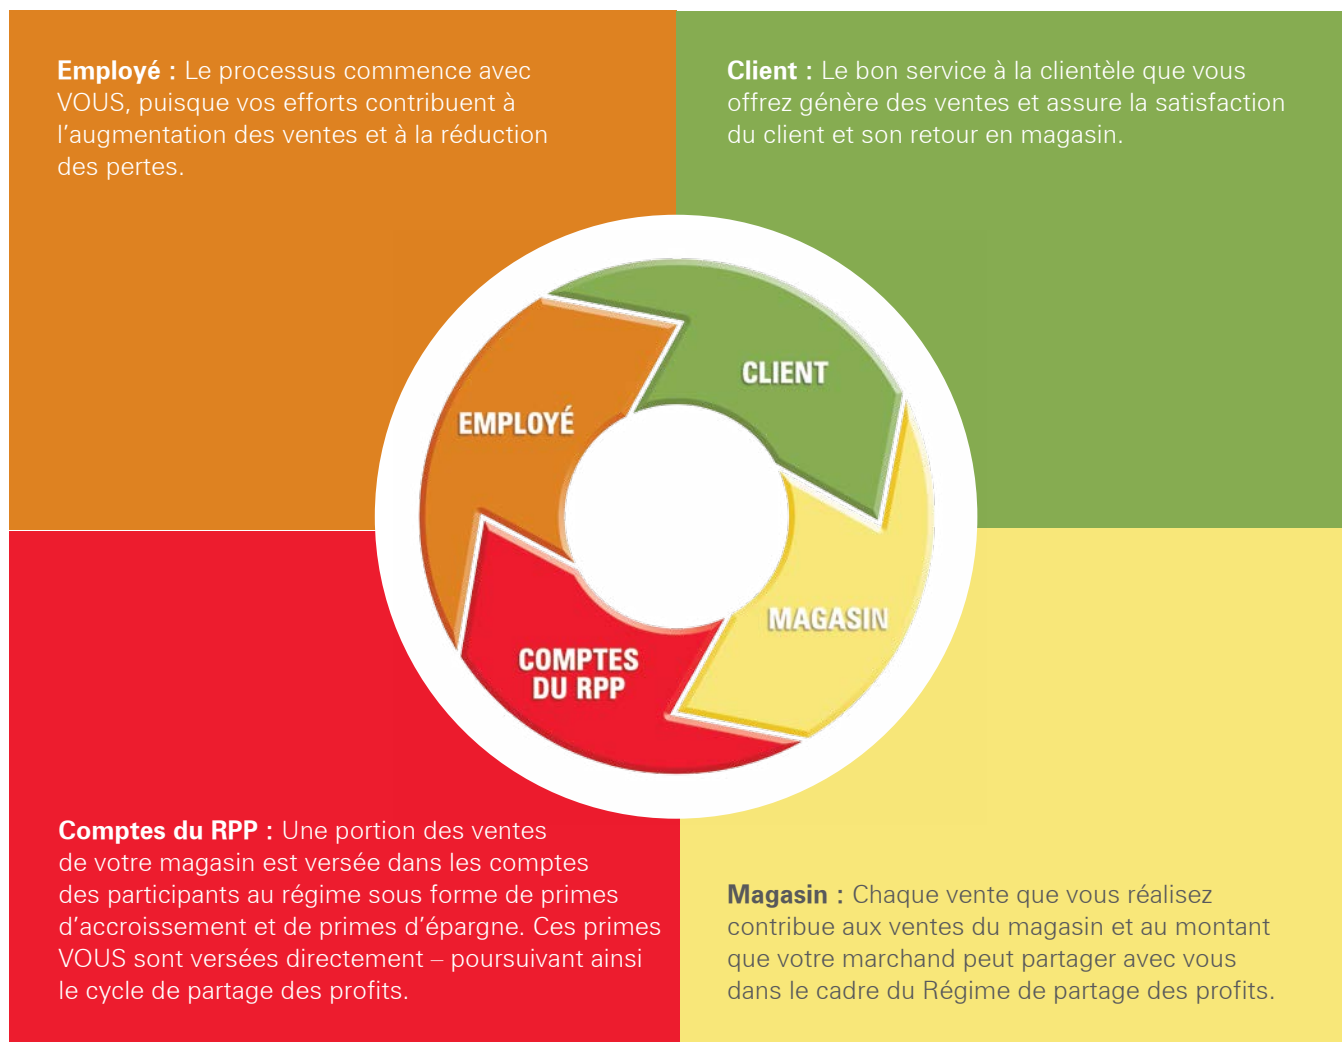 Employé : Le processus commence avec
VOUS, puisque vos efforts contribuent à
l’augmentation des ventes et à la réduction
des pertes.
Client : Le bon service à la clientèle que vous
offrez génère des ventes et assure la satisfaction
du client et son retour en magasin.
CLIENT
EMPLOYÉ
MAGASIN
COMPTES
DU RPP
Comptes du RPP : Une portion des ventes
de votre magasin est versée dans les comptes
des participants au régime sous forme de primes
d’accroissement et de primes d’épargne. Ces primes
VOUS sont versées directement – poursuivant ainsi
le cycle de partage des profits.
Magasin : Chaque vente que vous réalisez
contribue aux ventes du magasin et au montant
que votre marchand peut partager avec vous
dans le cadre du Régime de partage des profits.